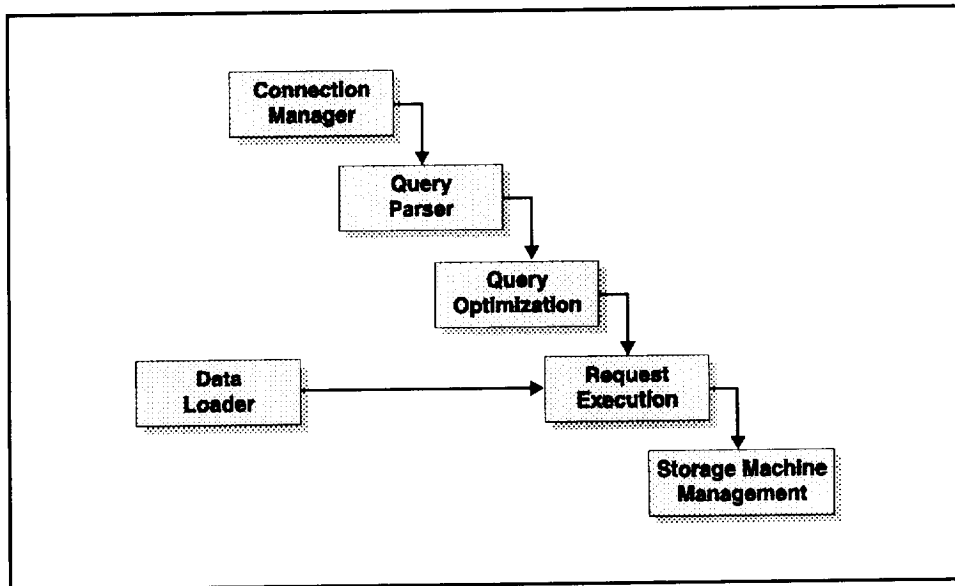 Connection
Manager
Query
Parser
Query
Optimization
Data
Loader
Request
Execution
Storage Machine
Management